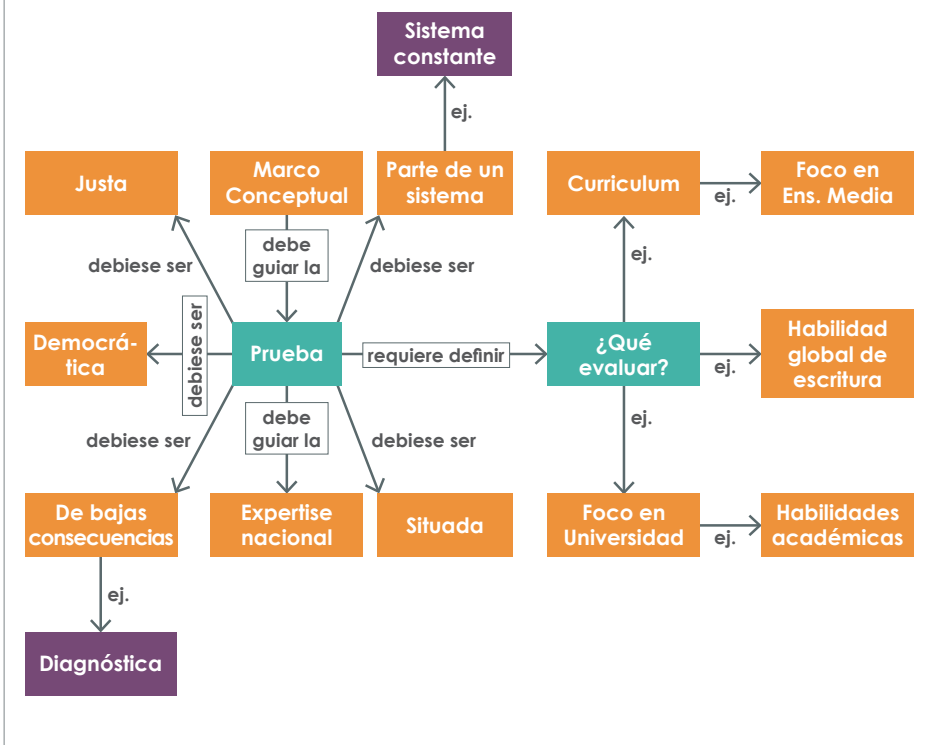 Sistema
constante
ej.
Justa
Marco
Conceptual
Parte de un
sistema
Curriculum
ej.
Foco en
Ens. Media
debiese ser
debe
guiar la
debiese ser
ej.
Democrá-
tica
debiese ser
Prueba
requiere definir
¿Qué
evaluar?
ej.
Habilidad
global de
escritura
debiese ser
debe
guiar la
debiese ser
ej.
De bajas
consecuencias
Expertise
nacional
Situada
Foco en
Universidad
ej.
Habilidades
académicas
ej.
Diagnóstica